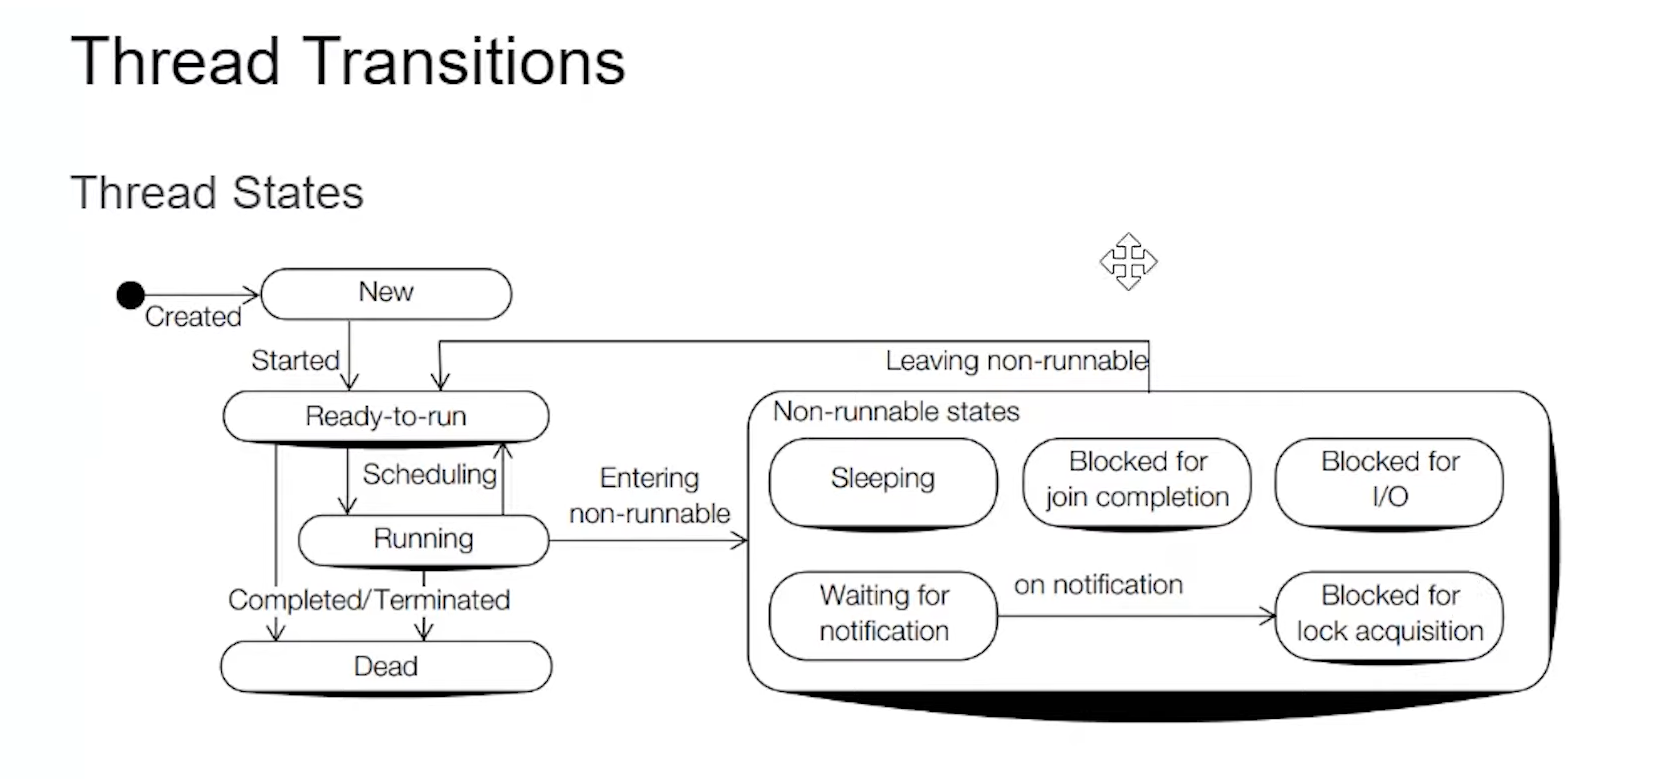 Thread Transitions
Thread States
New
Created
Started
Leaving non-runnable
Ready-to-run
Non-runnable states
Scheduling
Entering
non-runnable
Sleeping
Blocked for
join completion
Blocked for
I/O
Running
Completed/Terminated
Waiting for
notification
on notification
Blocked for
lock acquisition
Dead